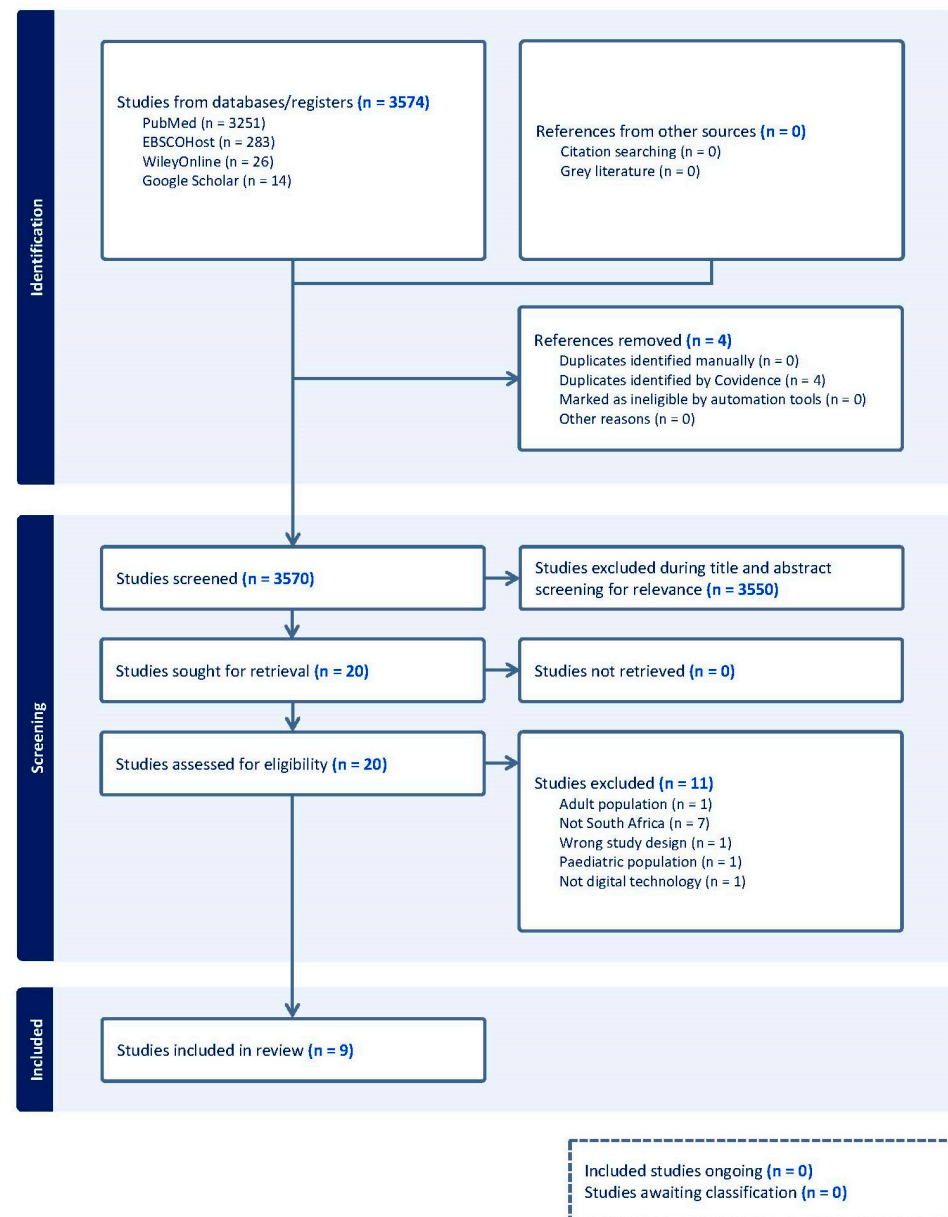 Identification
Studies from databases/registers (n = 3574)
PubMed (n = 3251)
EBSCOHost (n = 283)
WileyOnline (n = 26)
Google Scholar (n = 14)
References from other sources (n = 0)
Citation searching (n = 0)
Grey literature (n = 0)
References removed (n = 4)
Duplicates identified manually (n = 0)
Duplicates identified by Covidence (n = 4)
Marked as ineligible by automation tools (n = 0)
Other reasons (n = 0)
Screening
Studies screened (n = 3570)
Studies excluded during title and abstract
screening for relevance (n = 3550)
Studies sought for retrieval (n = 20)
Studies not retrieved (n = 0)
Studies assessed for eligibility (n = 20)
Studies excluded (n = 11)
Adult population (n = 1)
Not South Africa (n = 7)
Wrong study design (n = 1)
Paediatric population (n = 1)
Not digital technology (n = 1)
Included
Studies included in review (n = 9)
Included studies ongoing (n = 0)
Studies awaiting classification (n = 0)